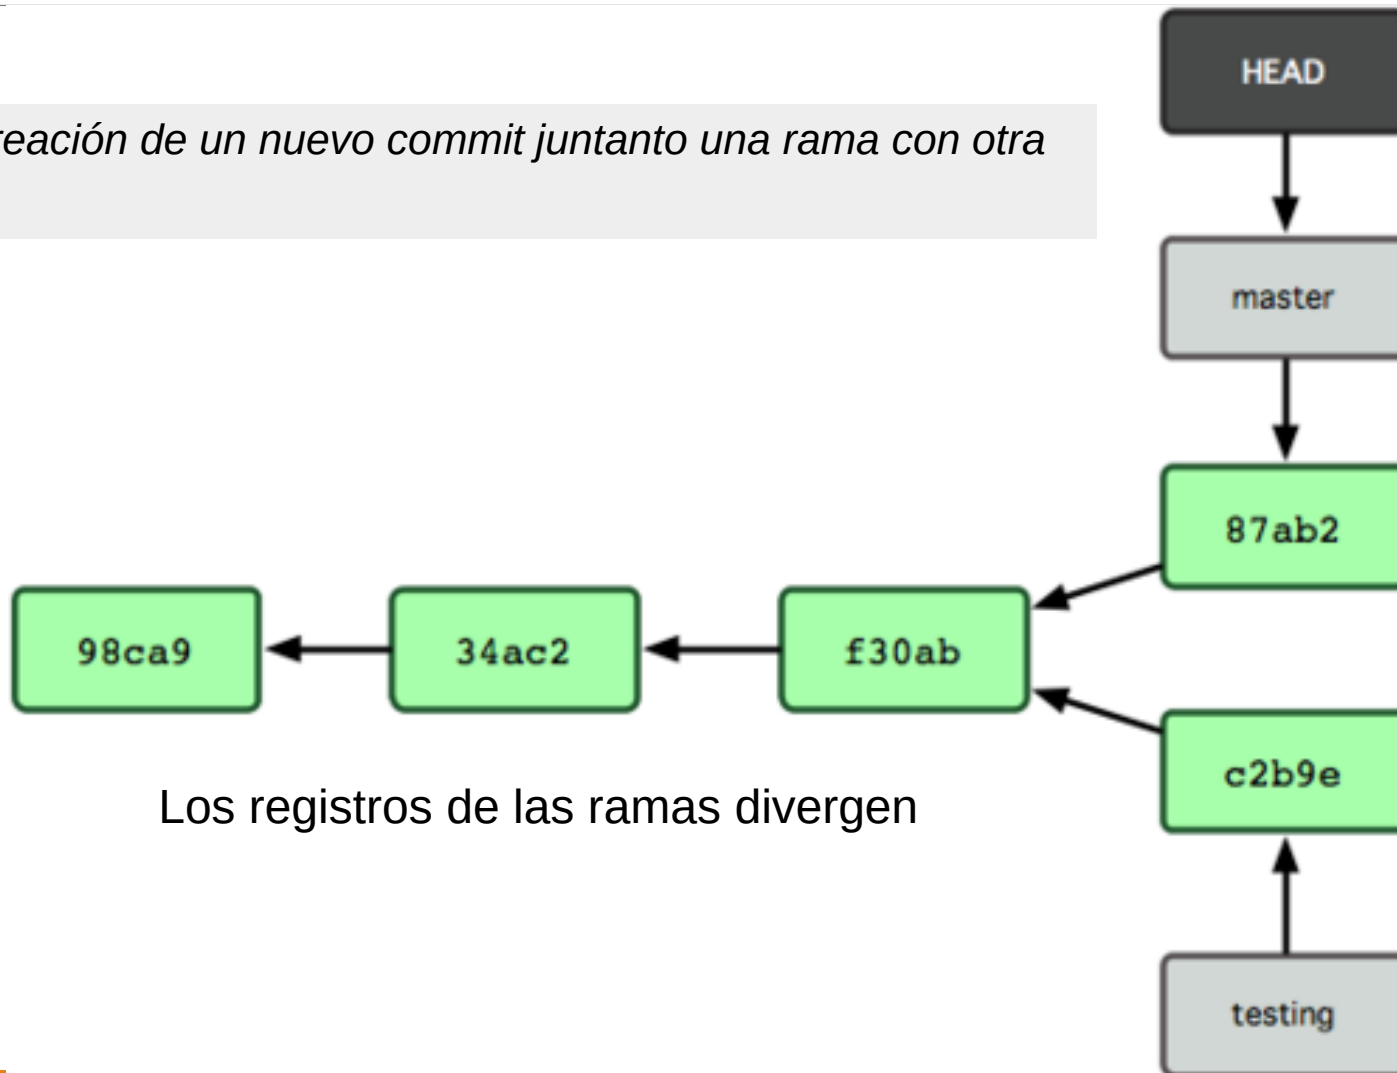 HEAD
reación de un nuevo commit juntanto una rama con otra
master
87ab2
98ca9
34ac2
f30ab
c2b9e
Los registros de las ramas divergen
testing